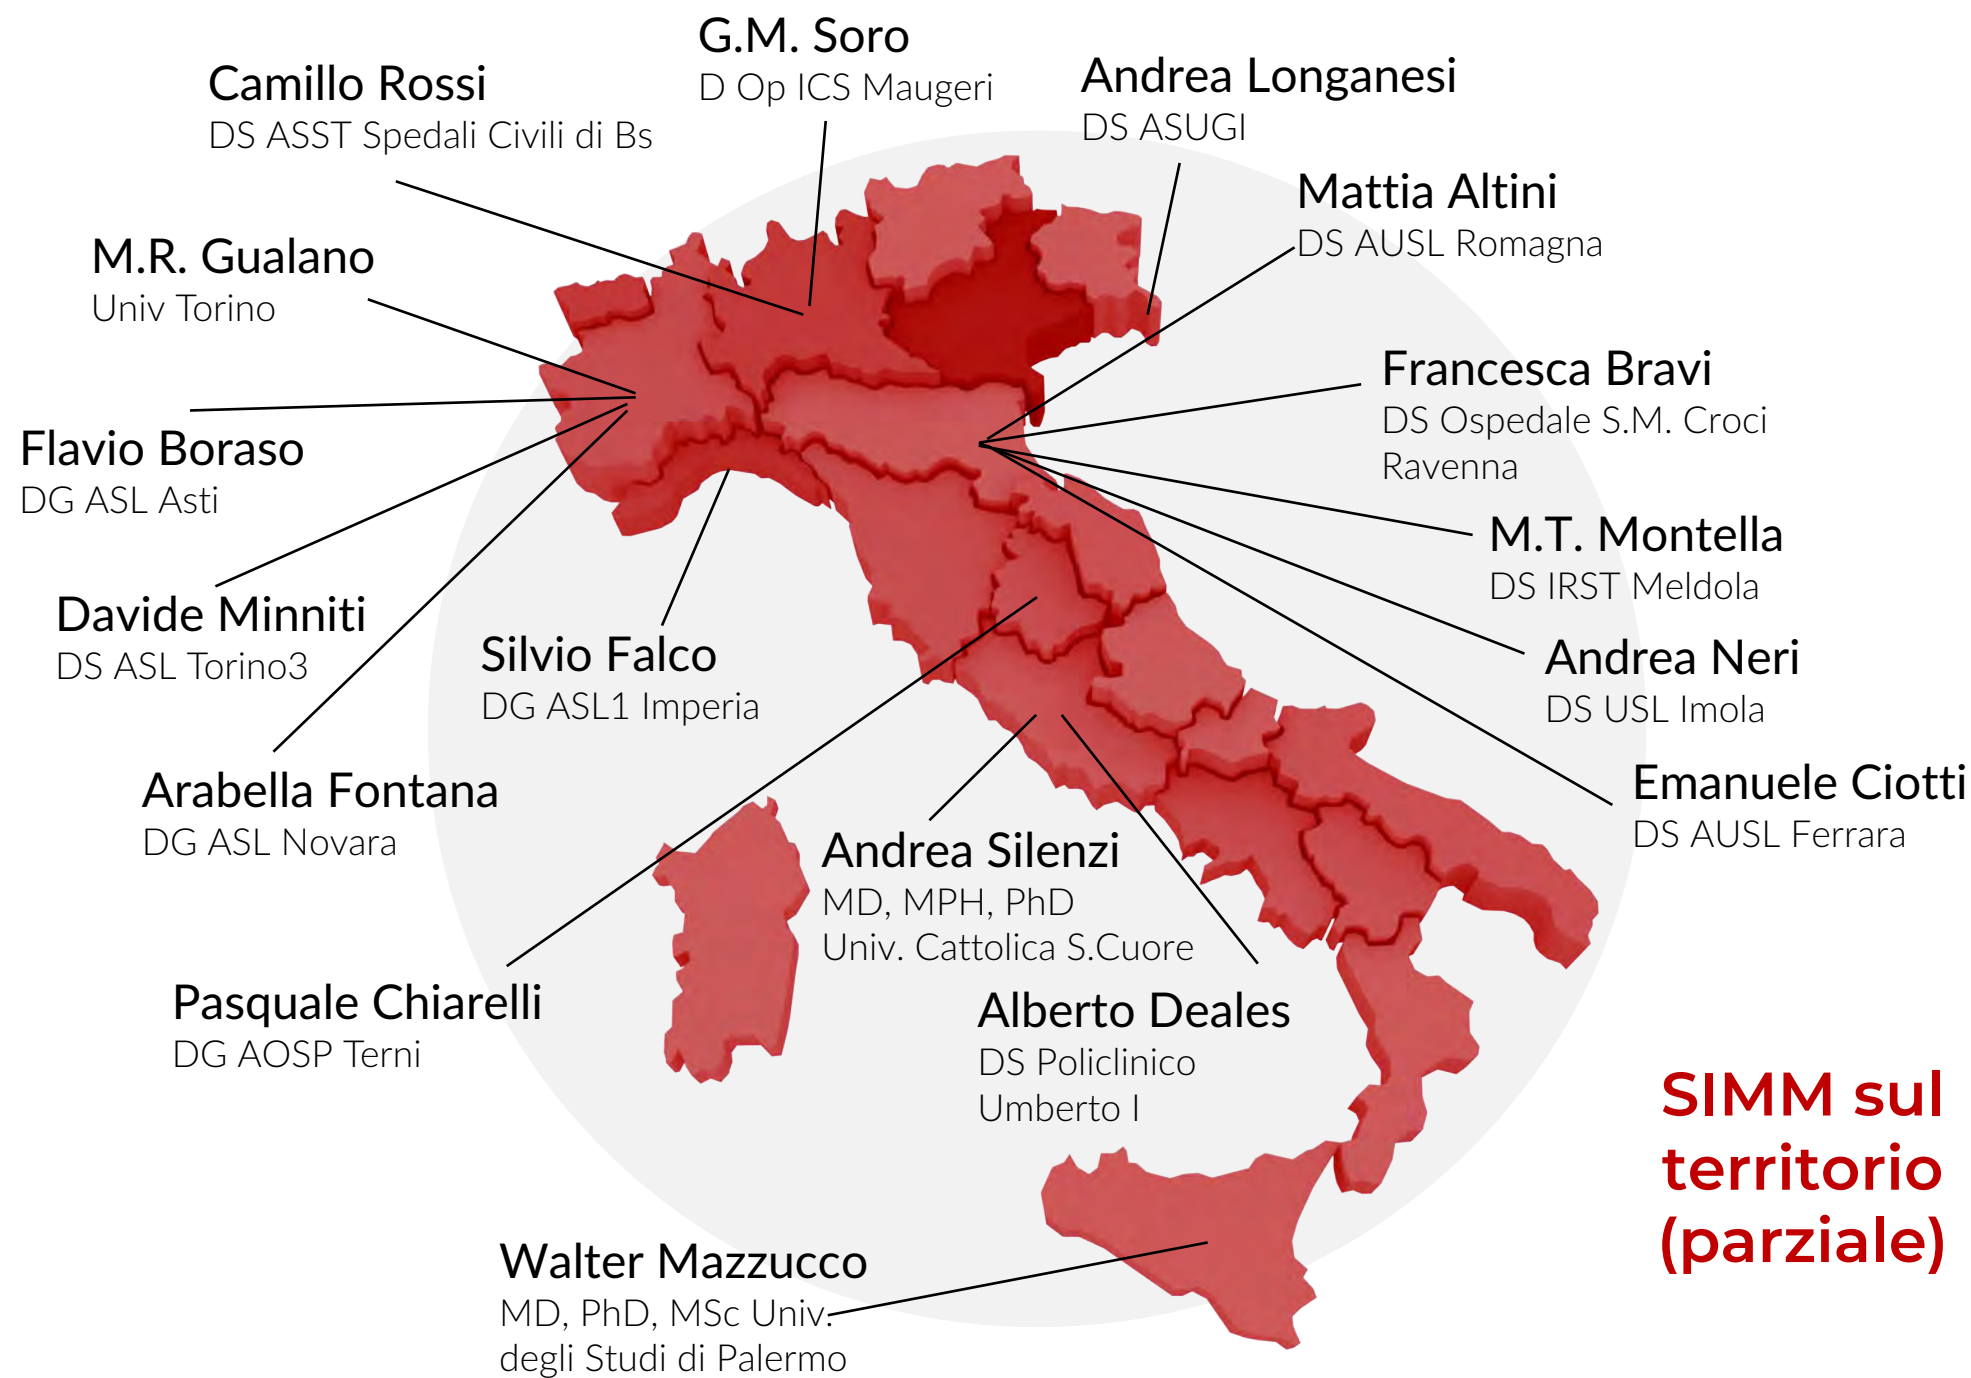 G.M. Soro
D Op ICS Maugeri
Camillo Rossi
DS ASST Spedali Civili di Bs
Andrea Longanesi
DS ASUGI
Mattia Altini
DS AUSL Romagna
M.R. Gualano
Univ Torino
Francesca Bravi
DS Ospedale S.M. Croci
Ravenna
Flavio Boraso
DG ASL Asti
M.T. Montella
DS IRST Meldola
Davide Minniti
DS ASL Torino3
Silvio Falco
DG ASL1 Imperia
Andrea Neri
DS USL Imola
Arabella Fontana
DG ASL Novara
Emanuele Ciotti
DS AUSL Ferrara
Andrea Silenzi
MD, MPH, PhD
Univ. Cattolica S.Cuore
Pasquale Chiarelli
DG AOSP Terni
Alberto Deales
DS Policlinico
Umberto I
SIMM sul
territorio
(parziale)
Walter Mazzucco
MD, PhD, MSc Univ.
degli Studi di Palermo